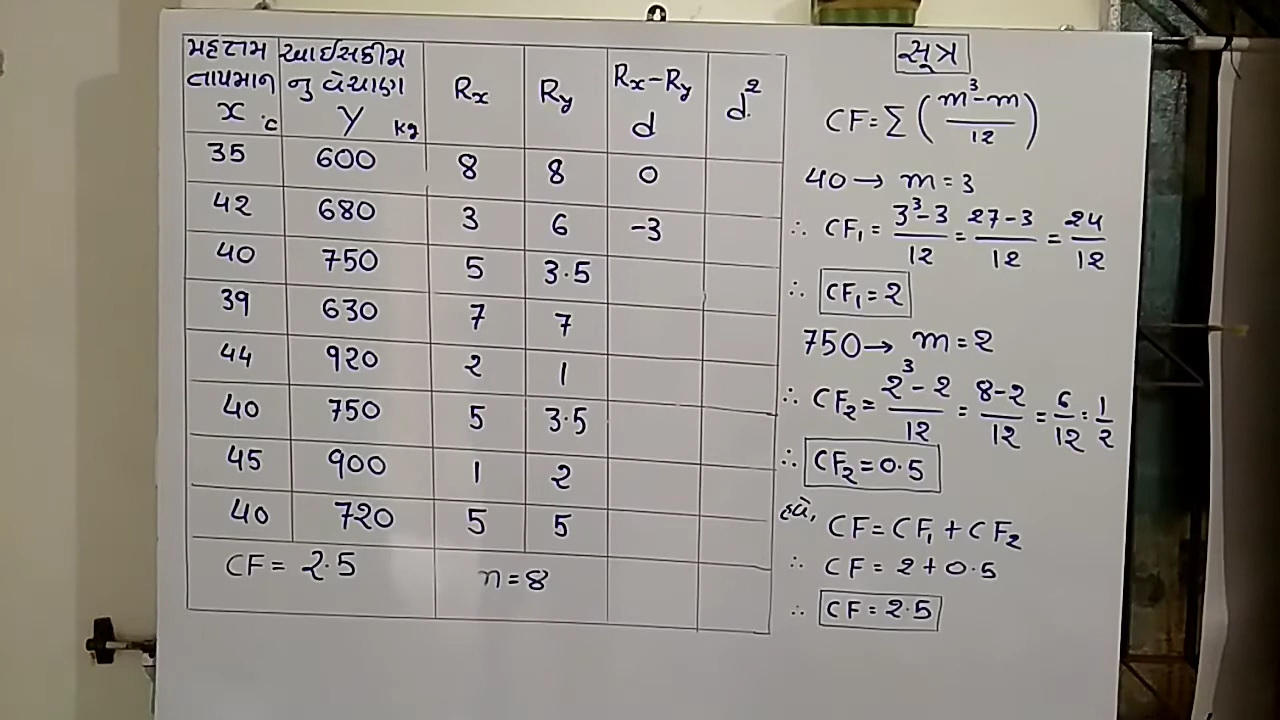 મહત્તમ તાપમાન x °c | આઈસક્રીમ નુ વેચાણ y kg | Rx | Ry | Rx-Ry d | d²
35 | 600 | 8 | 8 | 0
42 | 680 | 3 | 6 | -3
40 | 750 | 5 | 3.5
39 | 630 | 7 | 7
44 | 920 | 2 | 1
40 | 750 | 5 | 3.5
45 | 900 | 1 | 2
40 | 720 | 5 | 5
CF = 2.5 | n=8
સૂત્ર
CF = Σ ( m³-m / 12 )
40 → m = 3
∴ CF₁ = 3³-3 / 12 = 27-3 / 12 = 24 / 12
∴ CF₁ = 2
750 → m = 2
∴ CF₂ = 2³-2 / 12 = 8-2 / 12 = 6 / 12 = 1 / 2
∴ CF₂ = 0.5
હવે, CF = CF₁ + CF₂
∴ CF = 2 + 0.5
∴ CF = 2.5